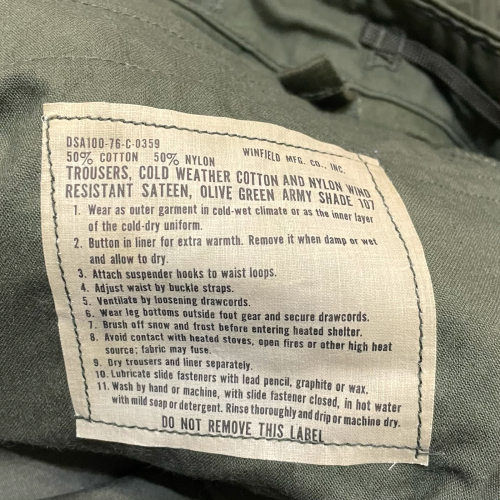 DSA100-76-C-0359
50% COTTON 50% NYLON WINFIELD MFG. CO., INC.
TROUSERS, COLD WEATHER COTTON AND NYLON WIND
RESISTANT SATEEN, OLIVE GREEN ARMY SHADE 107
1. Wear as outer garment in cold-wet climate or as the inner layer
of the cold-dry uniform.
2. Button in liner for extra warmth. Remove it when damp or wet
and allow to dry.
3. Attach suspender hooks to waist loops.
4. Adjust waist by buckle straps.
5. Ventilate by loosening drawcords.
6. Wear leg bottoms outside foot gear and secure drawcords.
7. Brush off snow and frost before entering heated shelter.
8. Avoid contact with heated stoves, open fires or other high heat
source; fabric may fuse.
9. Dry trousers and liner separately.
10. Lubricate slide fasteners with lead pencil, graphite or wax.
11. Wash by hand or machine, with slide fastener closed, in hot water
with mild soap or detergent. Rinse thoroughly and drip or machine dry.
DO NOT REMOVE THIS LABEL